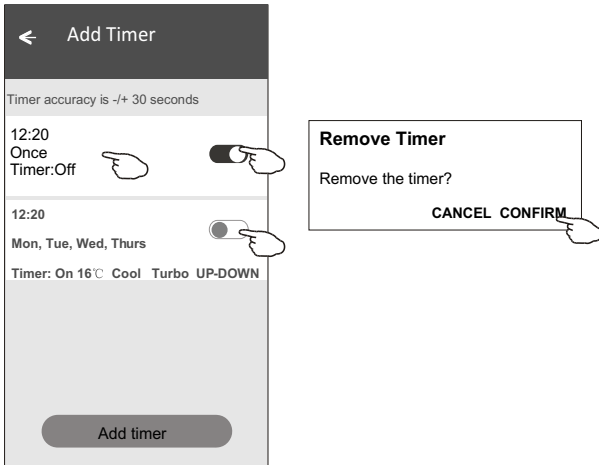 Add Timer
Timer accuracy is -/+ 30 seconds
12:20
Once
Timer:Off
12:20
Mon, Tue, Wed, Thurs
Timer: On 16℃ Cool Turbo UP-DOWN
Add timer
Remove Timer
Remove the timer?
CANCEL CONFIRM